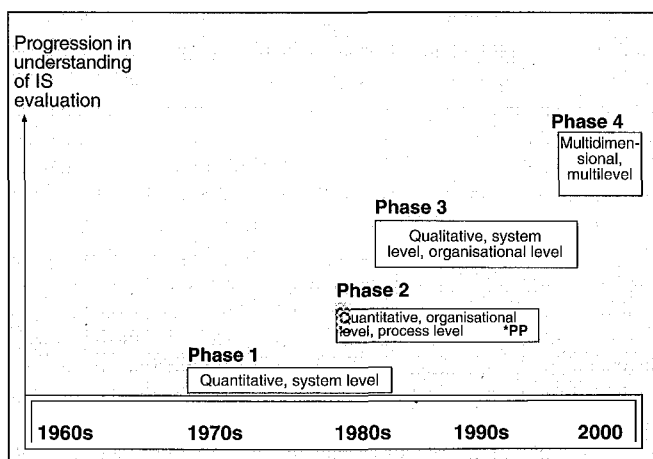 Progression in
understanding
of IS
evaluation
Phase 4
Multidimen-
sional,
multilevel
Phase 3
Qualitative, system
level, organisational level
Phase 2
Quantitative, organisational
level, process level *PP
Phase 1
Quantitative, system level
1960s 1970s 1980s 1990s 2000